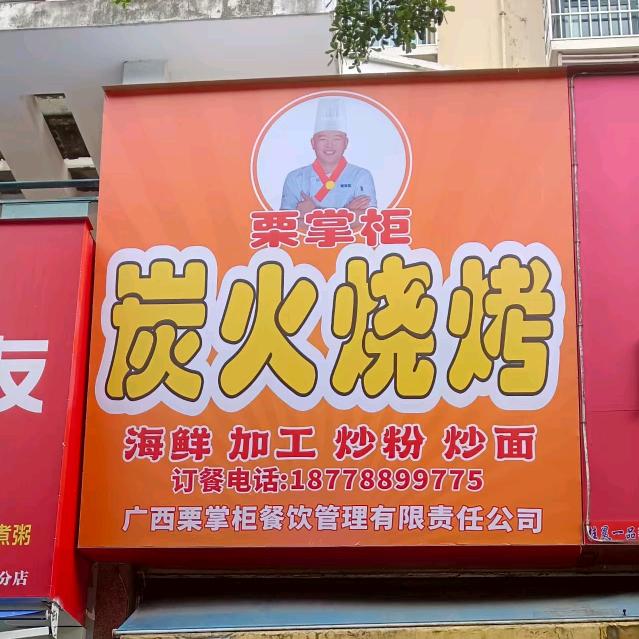 栗掌柜
炭火烧烤
海鲜 加工 炒粉 炒面
订餐电话:18778899775
广西栗掌柜餐饮管理有限责任公司
友
煮粥
分店
一品